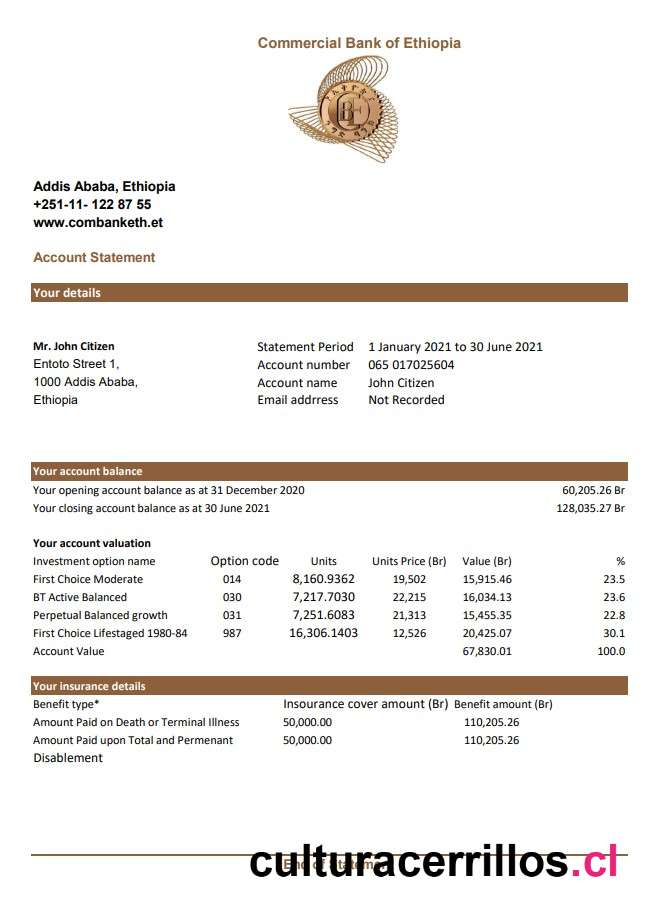 Commercial Bank of Ethiopia
CBE
Addis Ababa, Ethiopia
+251-11- 122 87 55
www.combanketh.et
Account Statement
Your details
Mr. John Citizen
Entoto Street 1,
1000 Addis Ababa,
Ethiopia
Statement Period 1 January 2021 to 30 June 2021
Account number 065 017025604
Account name John Citizen
Email adrress Not Recorded
Your account balance
Your opening account balance as at 31 December 2020 60,205.26 Br
Your closing account balance as at 30 June 2021 128,035.27 Br
Your account valuation
Investment option name Option code Units Units Price (Br) Value (Br) %
First Choice Moderate 014 8,160.9362 19,502 15,915.46 23.5
BT Active Balanced 030 7,217.7030 22,215 16,034.13 23.6
Perpetual Balanced growth 031 7,251.6083 21,313 15,455.35 22.8
First Choice Lifestaged 1980-84 987 16,306.1403 12,526 20,425.07 30.1
Account Value 67,830.01 100.0
Your insurance details
Benefit type* Insourance cover amount (Br) Benefit amount (Br)
Amount Paid on Death or Terminal Illness 50,000.00 110,205.26
Amount Paid upon Total and Permenant 50,000.00 110,205.26
Disablement
End of Statement
culturacerrillos.cl